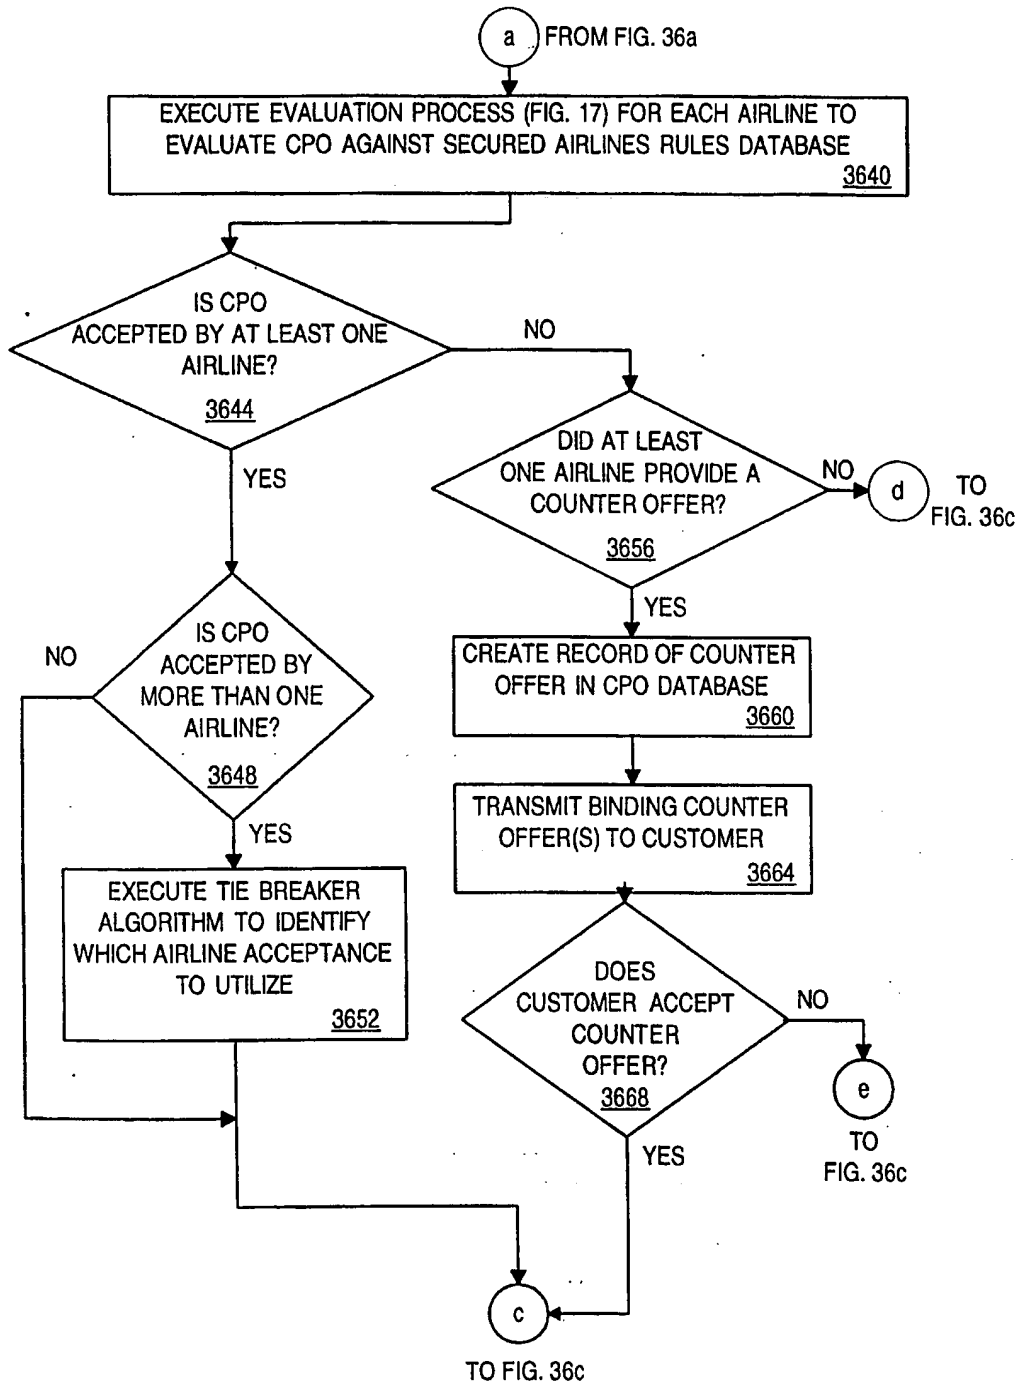 a FROM FIG. 36a
EXECUTE EVALUATION PROCESS (FIG. 17) FOR EACH AIRLINE TO
EVALUATE CPO AGAINST SECURED AIRLINES RULES DATABASE
3640
IS CPO
ACCEPTED BY AT LEAST ONE
AIRLINE?
3644
NO
YES
DID AT LEAST
ONE AIRLINE PROVIDE A
COUNTER OFFER?
3656
NO
d TO
FIG. 36c
YES
IS CPO
ACCEPTED BY
MORE THAN ONE
AIRLINE?
3648
NO
YES
CREATE RECORD OF COUNTER
OFFER IN CPO DATABASE
3660
TRANSMIT BINDING COUNTER
OFFER(S) TO CUSTOMER
3664
EXECUTE TIE BREAKER
ALGORITHM TO IDENTIFY
WHICH AIRLINE ACCEPTANCE
TO UTILIZE
3652
DOES
CUSTOMER ACCEPT
COUNTER
OFFER?
3668
NO
e
TO
FIG. 36c
YES
c
TO FIG. 36c